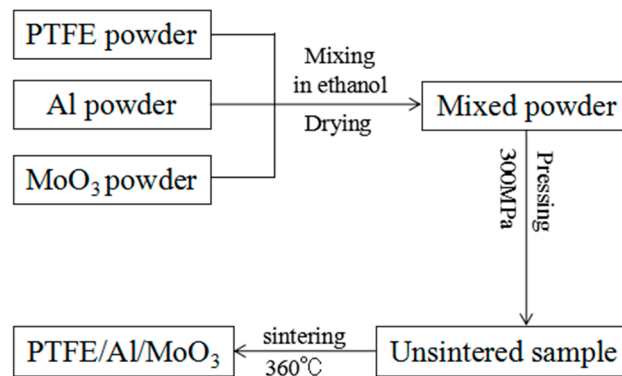 PTFE powder
Al powder
MoO₃ powder
Mixing
in ethanol
Drying
Mixed powder
Pressing
300MPa
Unsintered sample
sintering
360℃
PTFE/Al/MoO₃